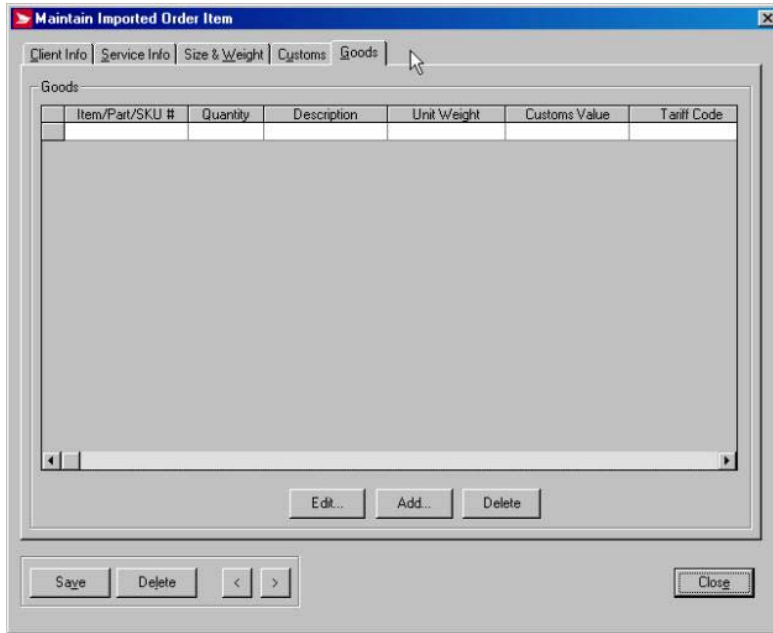 Maintain Imported Order Item
Client Info Service Info Size & Weight Customs Goods
Goods
Item/Part/SKU # Quantity Description Unit Weight Customs Value Tariff Code
Edit... Add... Delete
Save Delete < > Close